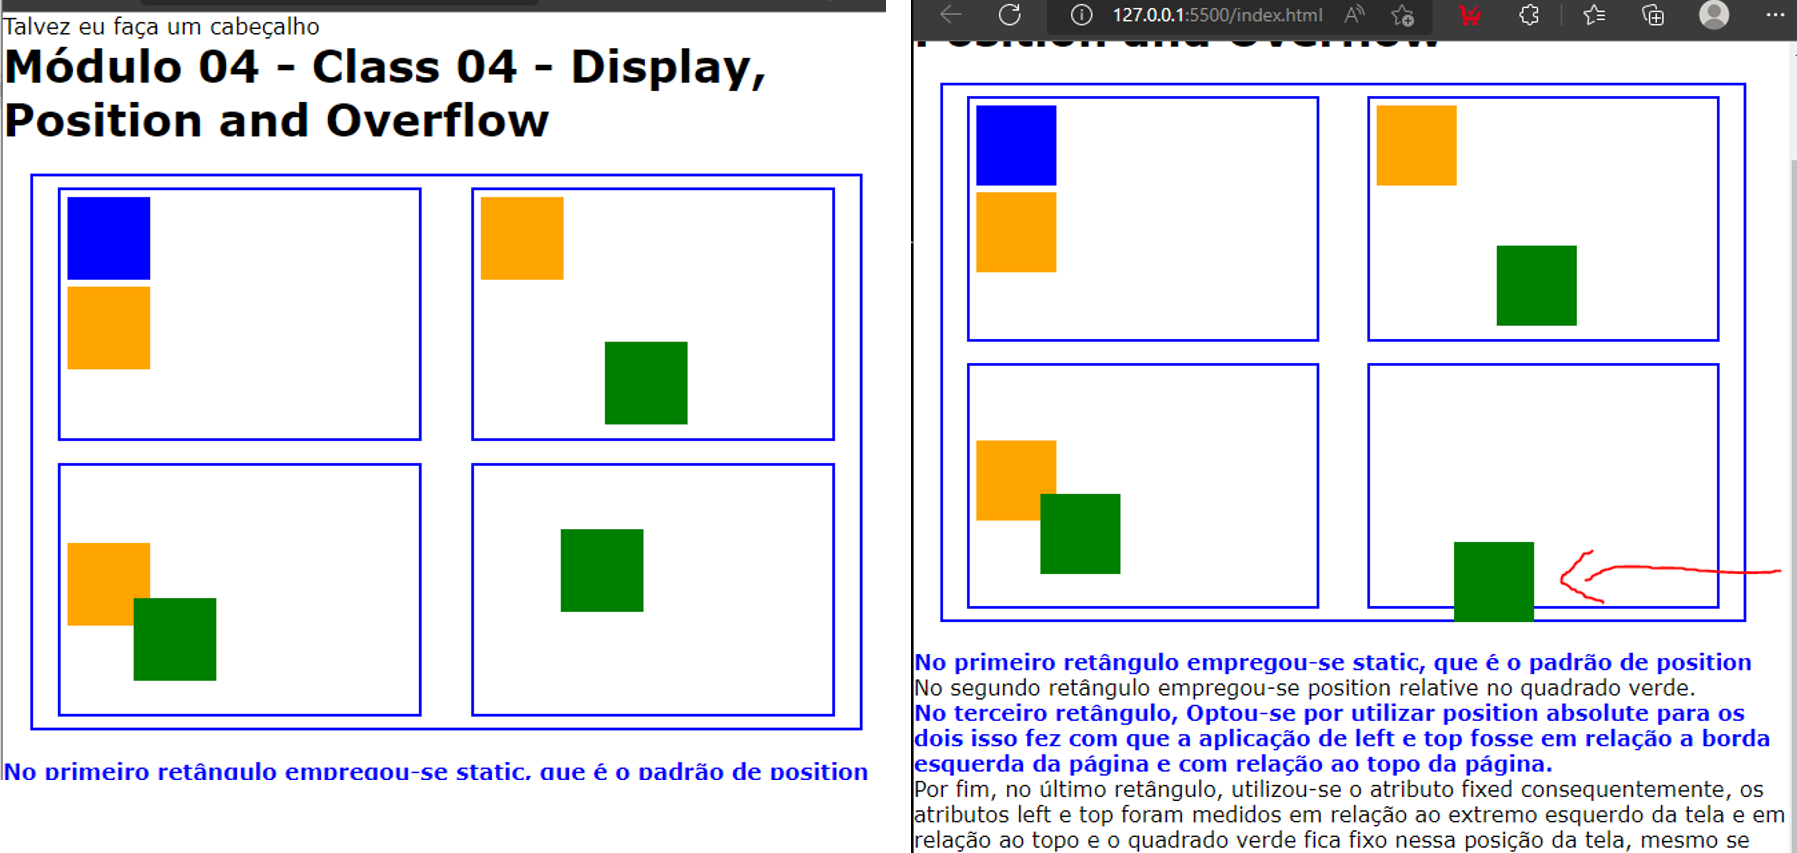 Talvez eu faça um cabeçalho
Módulo 04 - Class 04 - Display,
Position and Overflow
No primeiro retângulo empregou-se static, que é o padrão de position
127.0.0.1:5500/index.html
Position and Overflow
No primeiro retângulo empregou-se static, que é o padrão de position
No segundo retângulo empregou-se position relative no quadrado verde.
No terceiro retângulo, Optou-se por utilizar position absolute para os
dois isso fez com que a aplicação de left e top fosse em relação a borda
esquerda da página e com relação ao topo da página.
Por fim, no último retângulo, utilizou-se o atributo fixed consequentemente, os
atributos left e top foram medidos em relação ao extremo esquerdo da tela e em
relação ao topo e o quadrado verde fica fixo nessa posição da tela, mesmo se